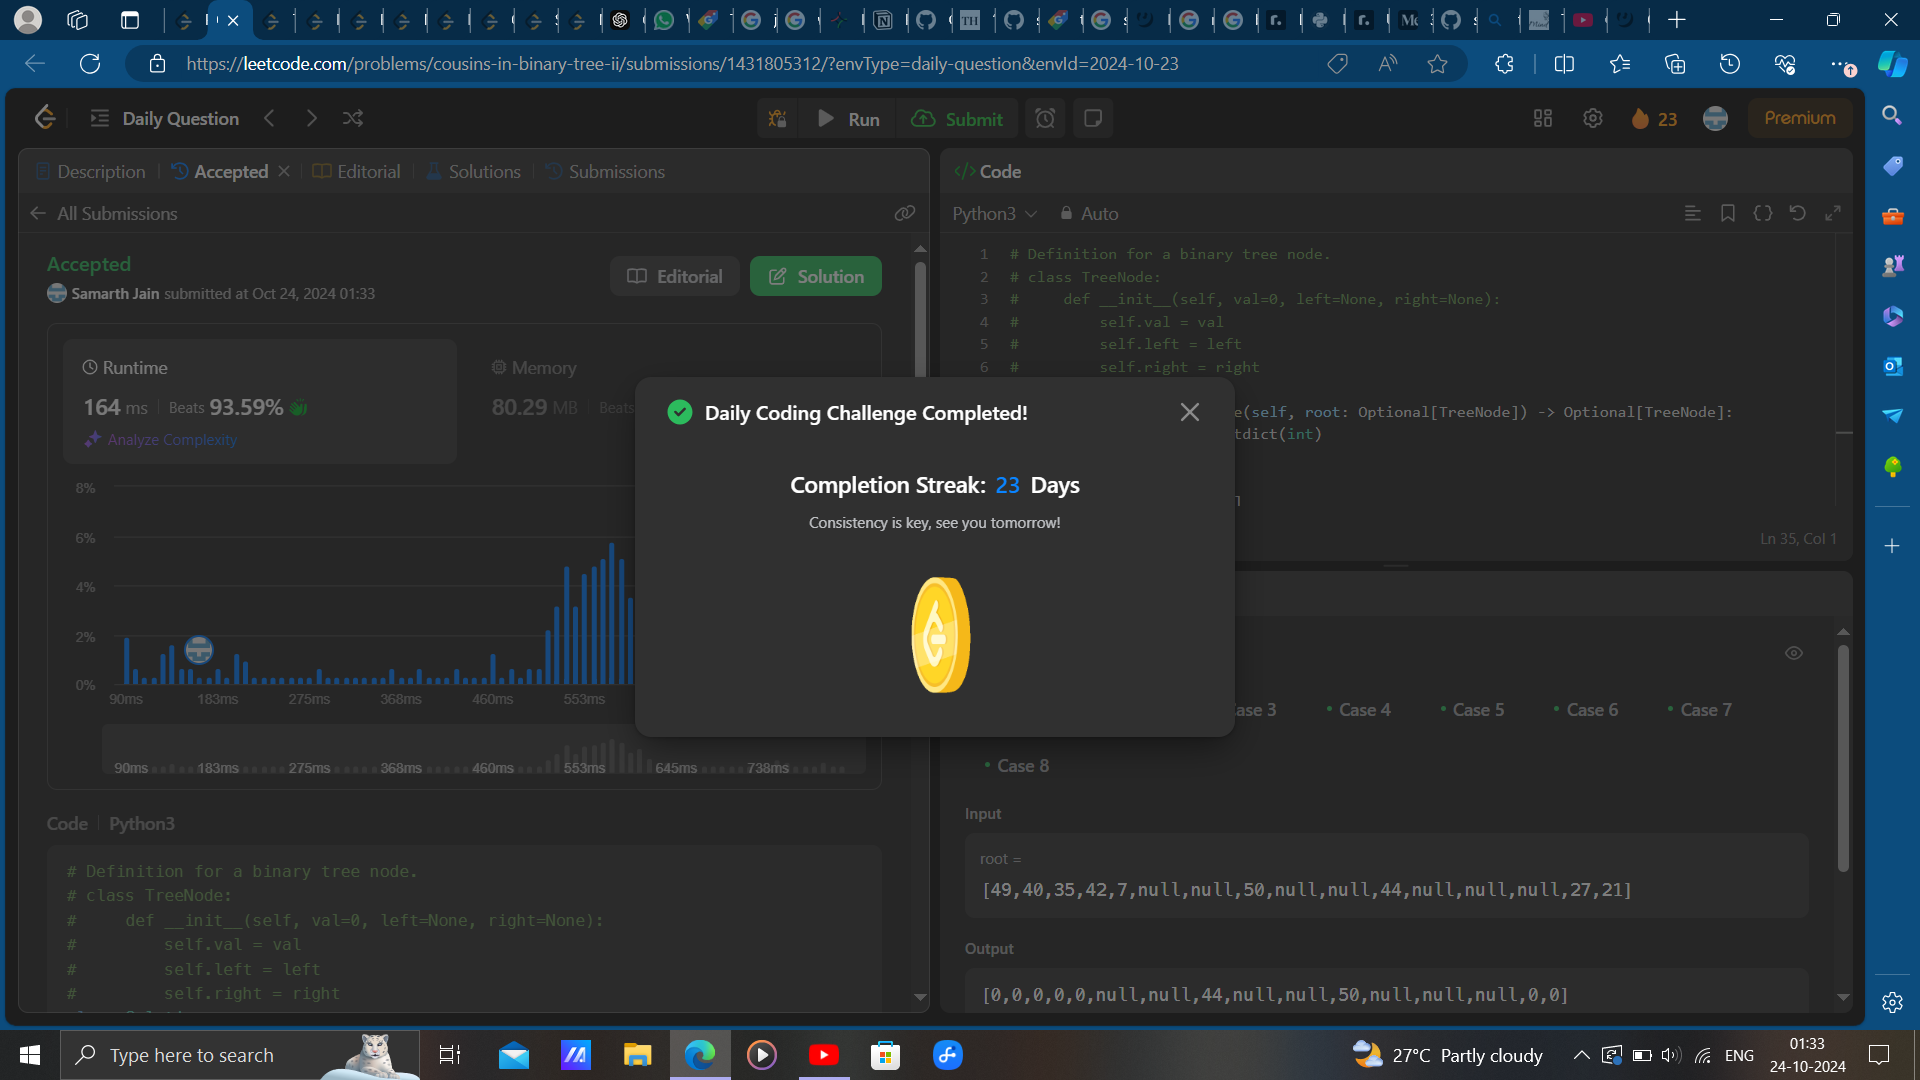 https://leetcode.com/problems/cousins-in-binary-tree-ii/submissions/1431805312/?envType=daily-question&envId=2024-10-23
Daily Question
Run
Submit
23
Premium
Description
Accepted
Editorial
Solutions
Submissions
All Submissions
Accepted
Samarth Jain submitted at Oct 24, 2024 01:33
Editorial
Solution
Runtime
164 ms
Beats 93.59%
Analyze Complexity
Memory
80.29 MB
Beats
8%
6%
4%
2%
0%
90ms 183ms 275ms 368ms 460ms 553ms
90ms 183ms 275ms 368ms 460ms 553ms 645ms 738ms
Code
Python3
# Definition for a binary tree node.
# class TreeNode:
#     def __init__(self, val=0, left=None, right=None):
#         self.val = val
#         self.left = left
#         self.right = right
Daily Coding Challenge Completed!
Completion Streak: 23 Days
Consistency is key, see you tomorrow!
</> Code
Python3
Auto
1 # Definition for a binary tree node.
2 # class TreeNode:
3 #     def __init__(self, val=0, left=None, right=None):
4 #         self.val = val
5 #         self.left = left
6 #         self.right = right
e(self, root: Optional[TreeNode]) -> Optional[TreeNode]:
tdict(int)
Ln 35, Col 1
ase 3
Case 4
Case 5
Case 6
Case 7
Case 8
Input
root =
[49,40,35,42,7,null,null,50,null,null,44,null,null,null,27,21]
Output
[0,0,0,0,0,null,null,44,null,null,50,null,null,null,0,0]
Type here to search
27°C Partly cloudy
ENG
01:33
24-10-2024